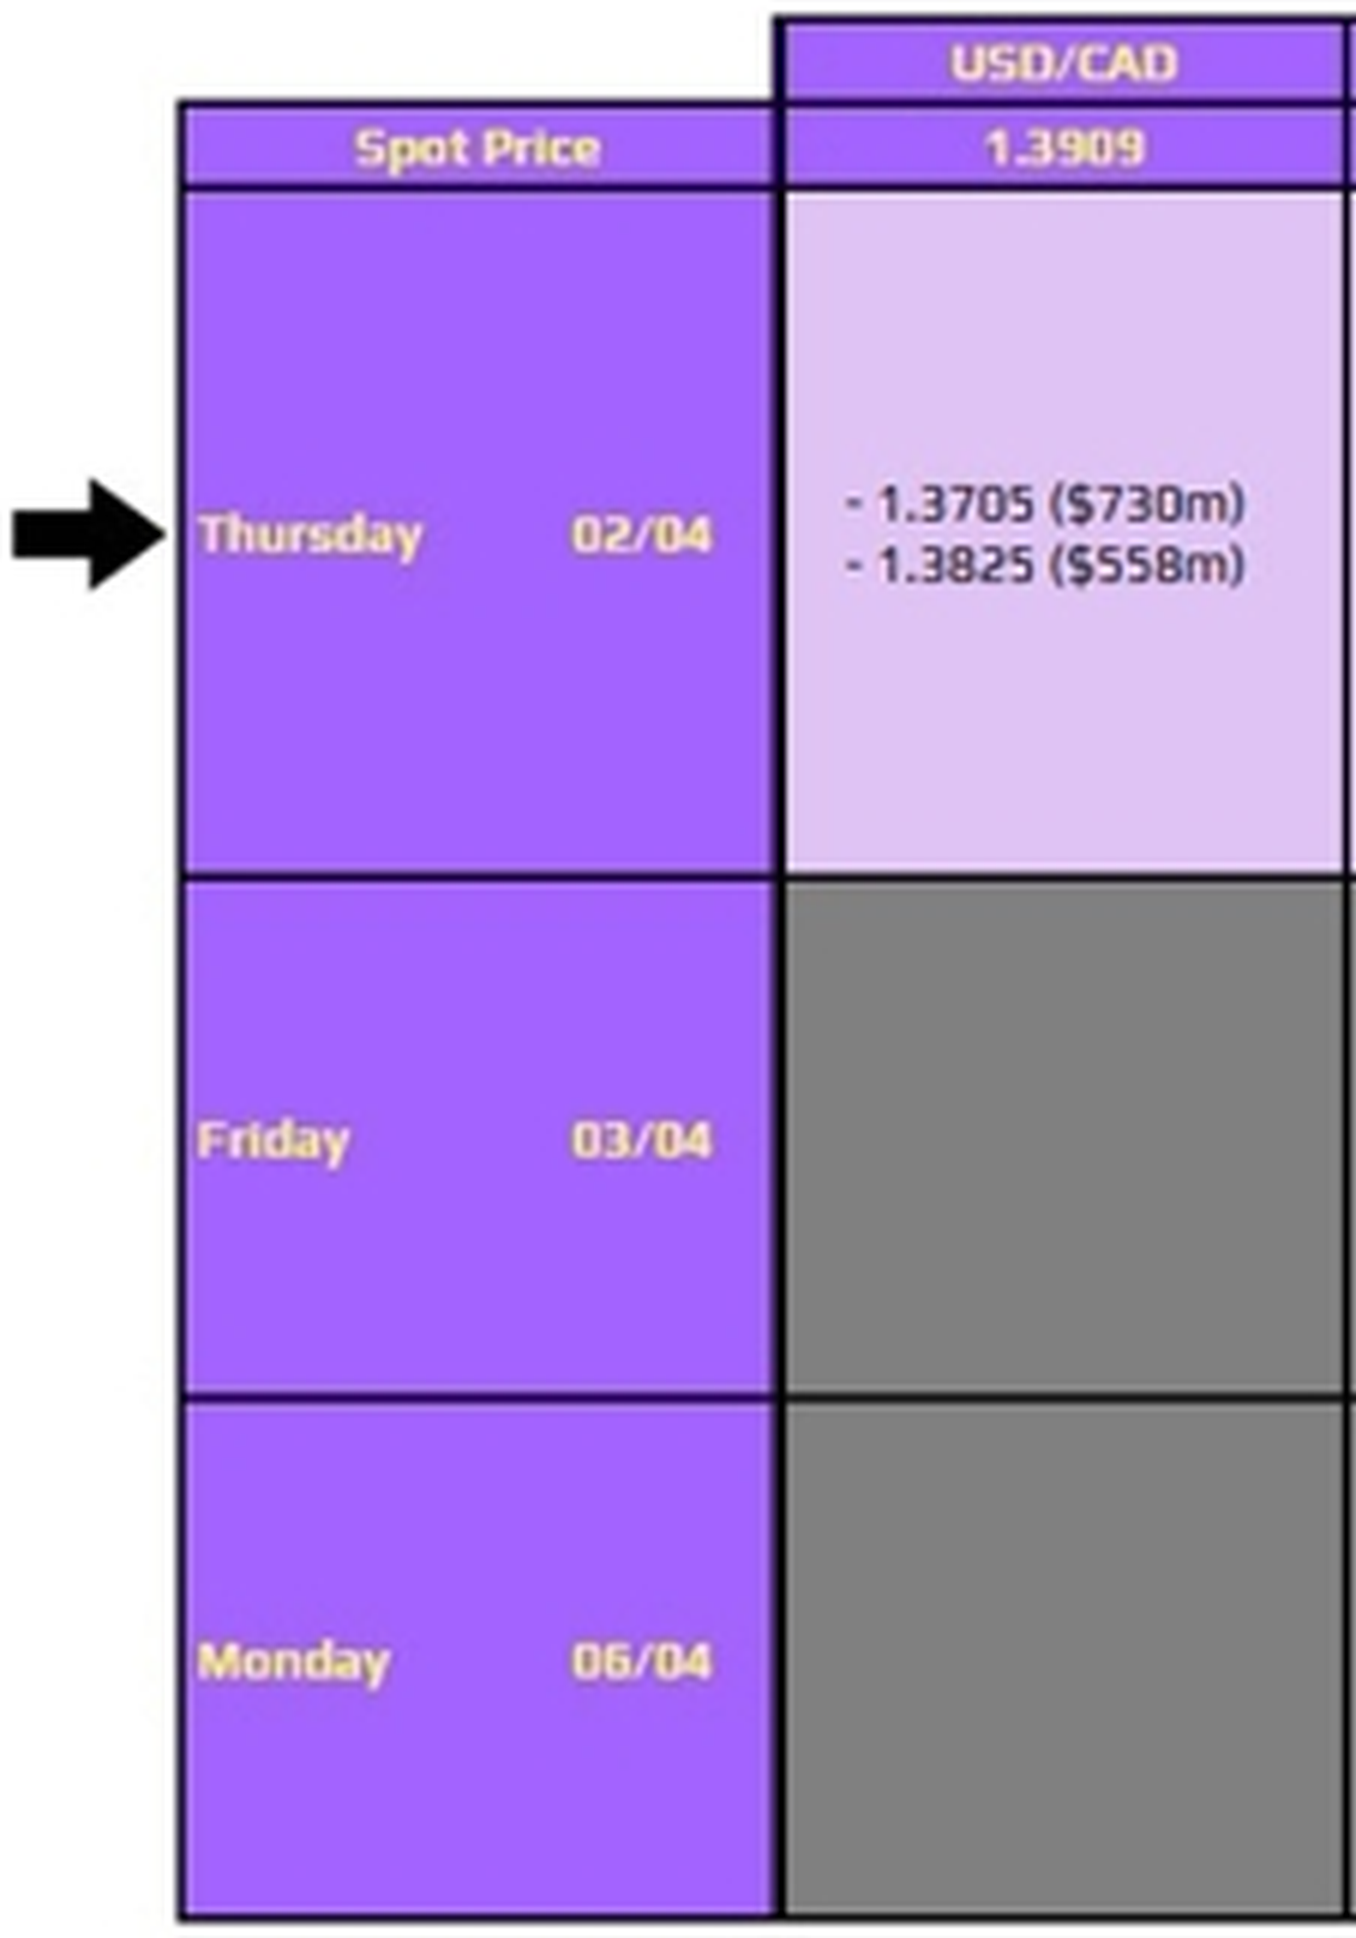 USD/CAD
Spot Price 1.3909
Thursday 02/04
- 1.3705 ($730m)
- 1.3825 ($558m)
Friday 03/04
Monday 06/04